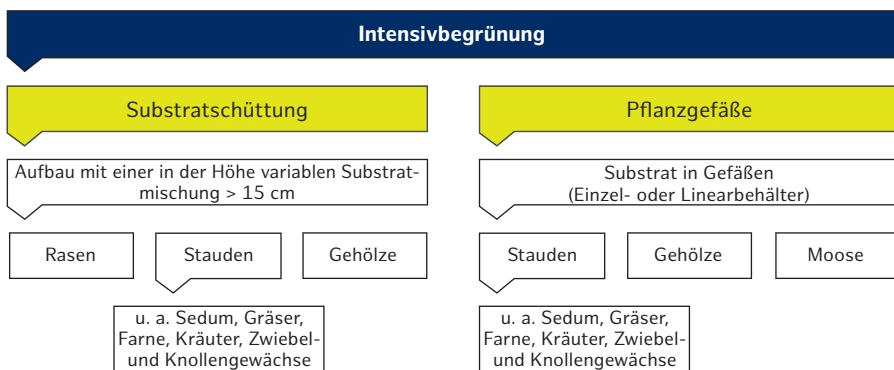 Intensivbegrünung
Substratschüttung
Aufbau mit einer in der Höhe variablen Substrat-
mischung > 15 cm
Rasen
Stauden
Gehölze
u. a. Sedum, Gräser,
Farne, Kräuter, Zwiebel-
und Knollengewächse
Pflanzgefäße
Substrat in Gefäßen
(Einzel- oder Linearbehälter)
Stauden
Gehölze
Moose
u. a. Sedum, Gräser,
Farne, Kräuter, Zwiebel-
und Knollengewächse